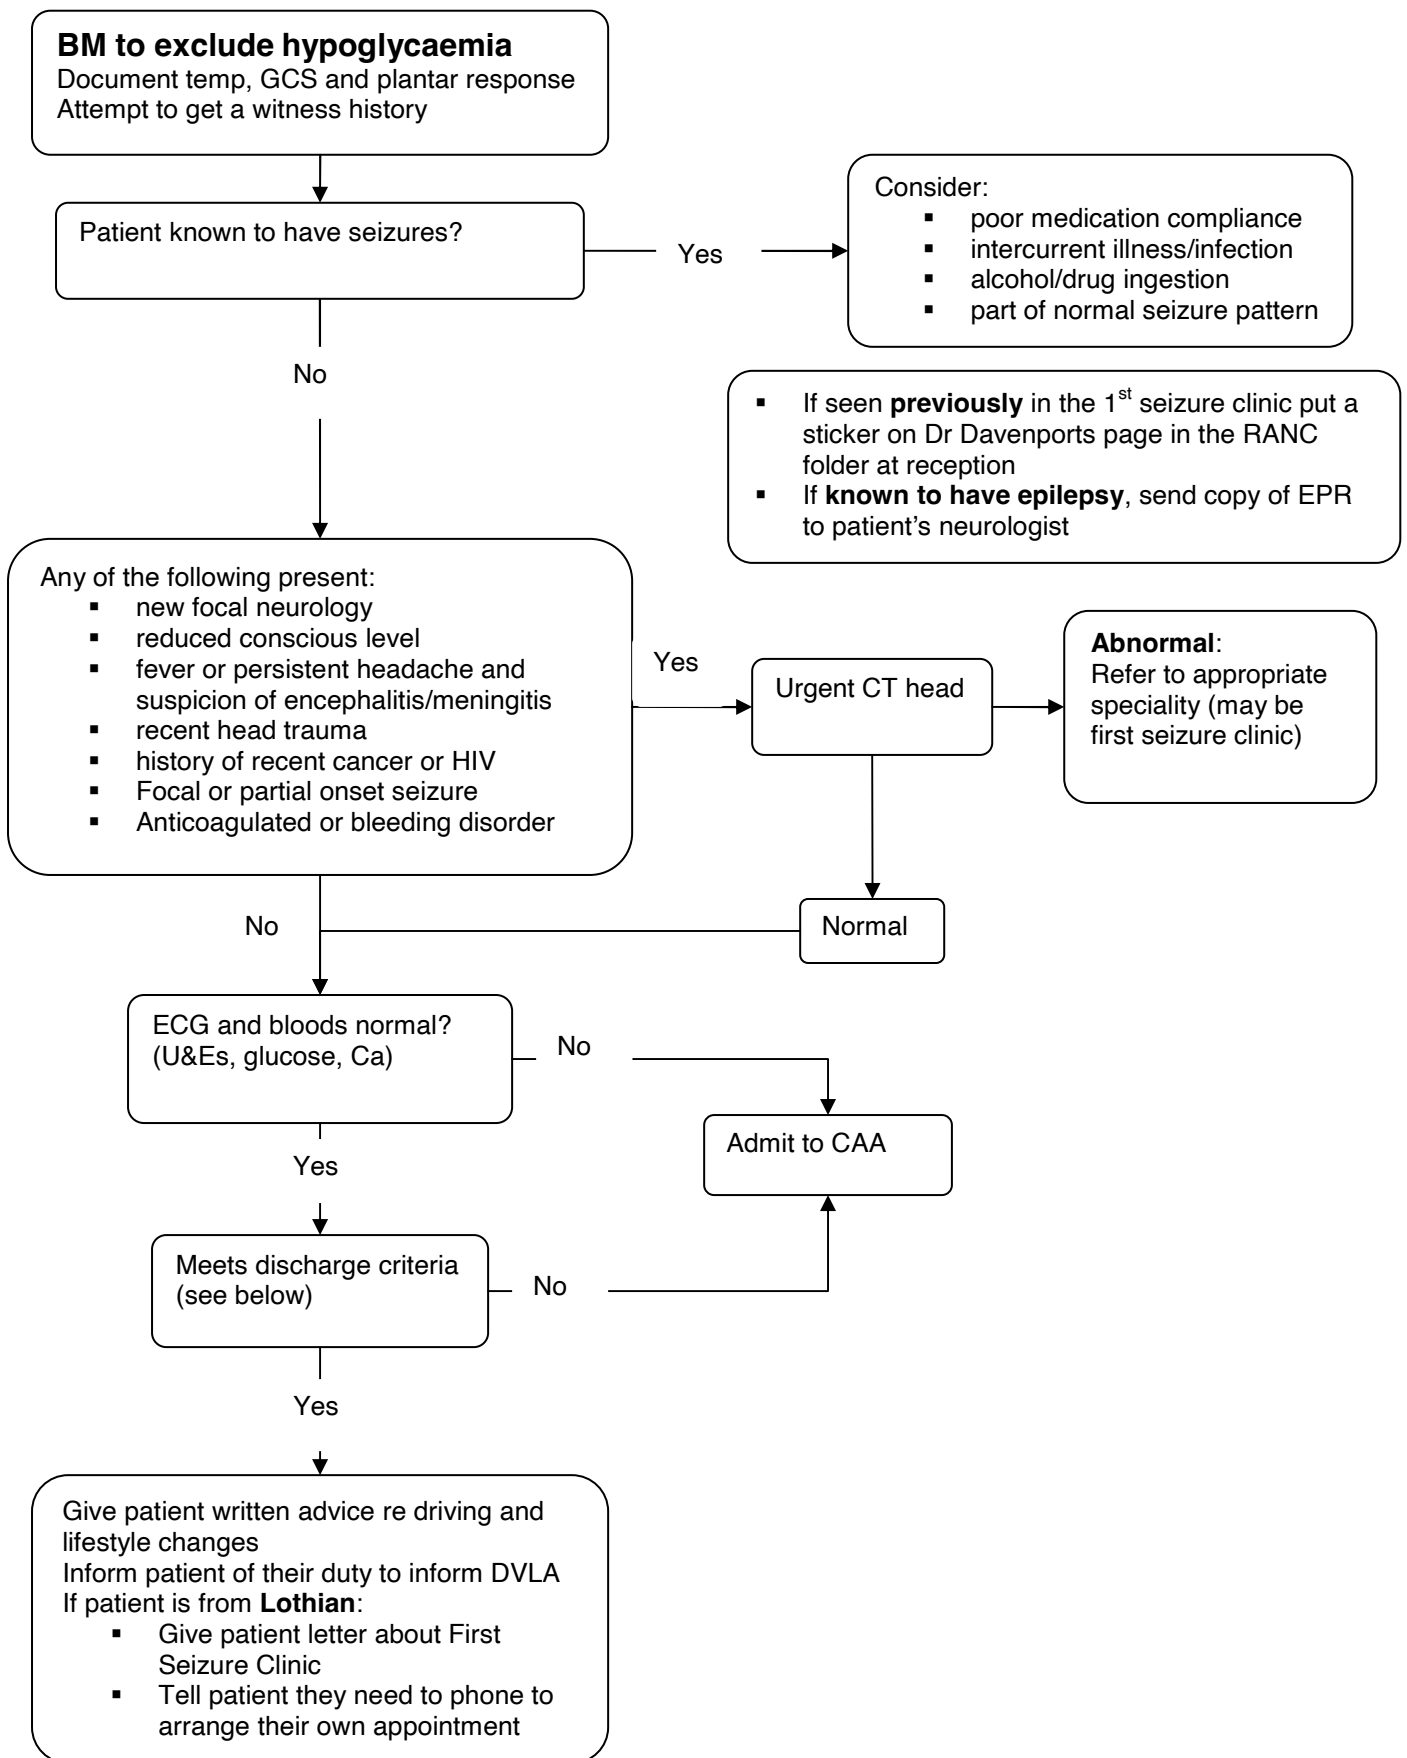 BM to exclude hypoglycaemia
Document temp, GCS and plantar response
Attempt to get a witness history
Patient known to have seizures?
Yes
Consider:
▪ poor medication compliance
▪ intercurrent illness/infection
▪ alcohol/drug ingestion
▪ part of normal seizure pattern
No
▪ If seen previously in the 1st seizure clinic put a
sticker on Dr Davenports page in the RANC
folder at reception
▪ If known to have epilepsy, send copy of EPR
to patient’s neurologist
Any of the following present:
▪ new focal neurology
▪ reduced conscious level
▪ fever or persistent headache and
suspicion of encephalitis/meningitis
▪ recent head trauma
▪ history of recent cancer or HIV
▪ Focal or partial onset seizure
▪ Anticoagulated or bleeding disorder
Yes
Urgent CT head
Abnormal:
Refer to appropriate
speciality (may be
first seizure clinic)
No
Normal
ECG and bloods normal?
(U&Es, glucose, Ca)
No
Admit to CAA
Yes
Meets discharge criteria
(see below)
No
Yes
Give patient written advice re driving and
lifestyle changes
Inform patient of their duty to inform DVLA
If patient is from Lothian:
▪ Give patient letter about First
Seizure Clinic
▪ Tell patient they need to phone to
arrange their own appointment